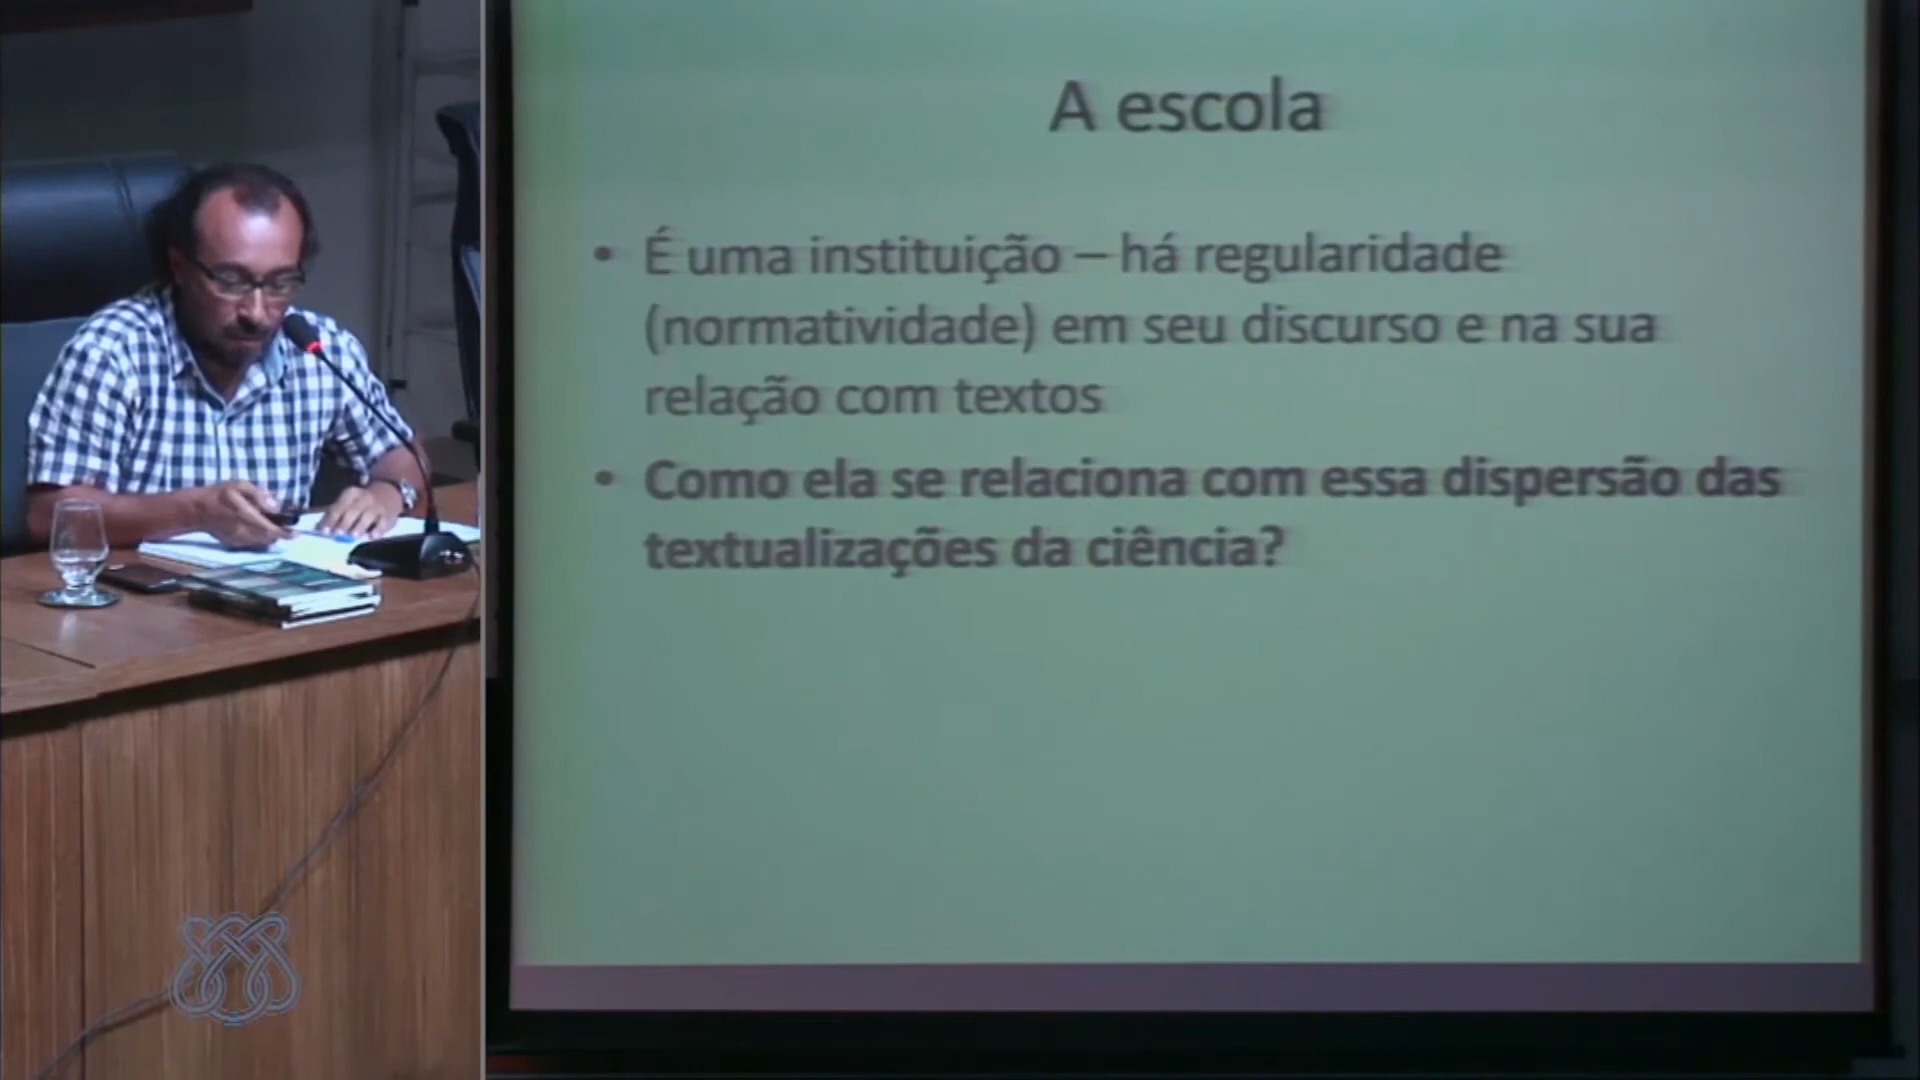 A escola
• É uma instituição – há regularidade
(normatividade) em seu discurso e na sua
relação com textos
• Como ela se relaciona com essa dispersão das
textualizações da ciência?